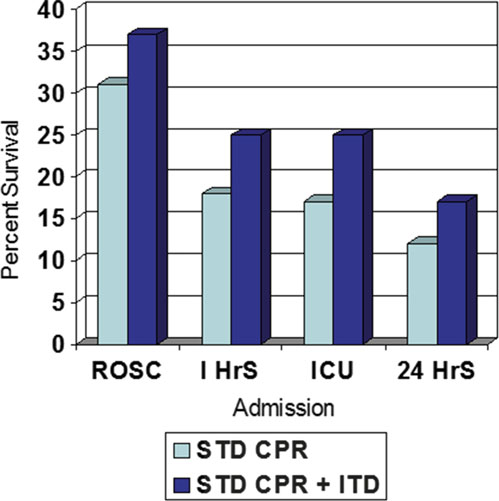 40
35
30
25
20
15
10
5
0
Percent Survival
ROSC I HrS ICU 24 HrS
Admission
STD CPR
STD CPR + ITD